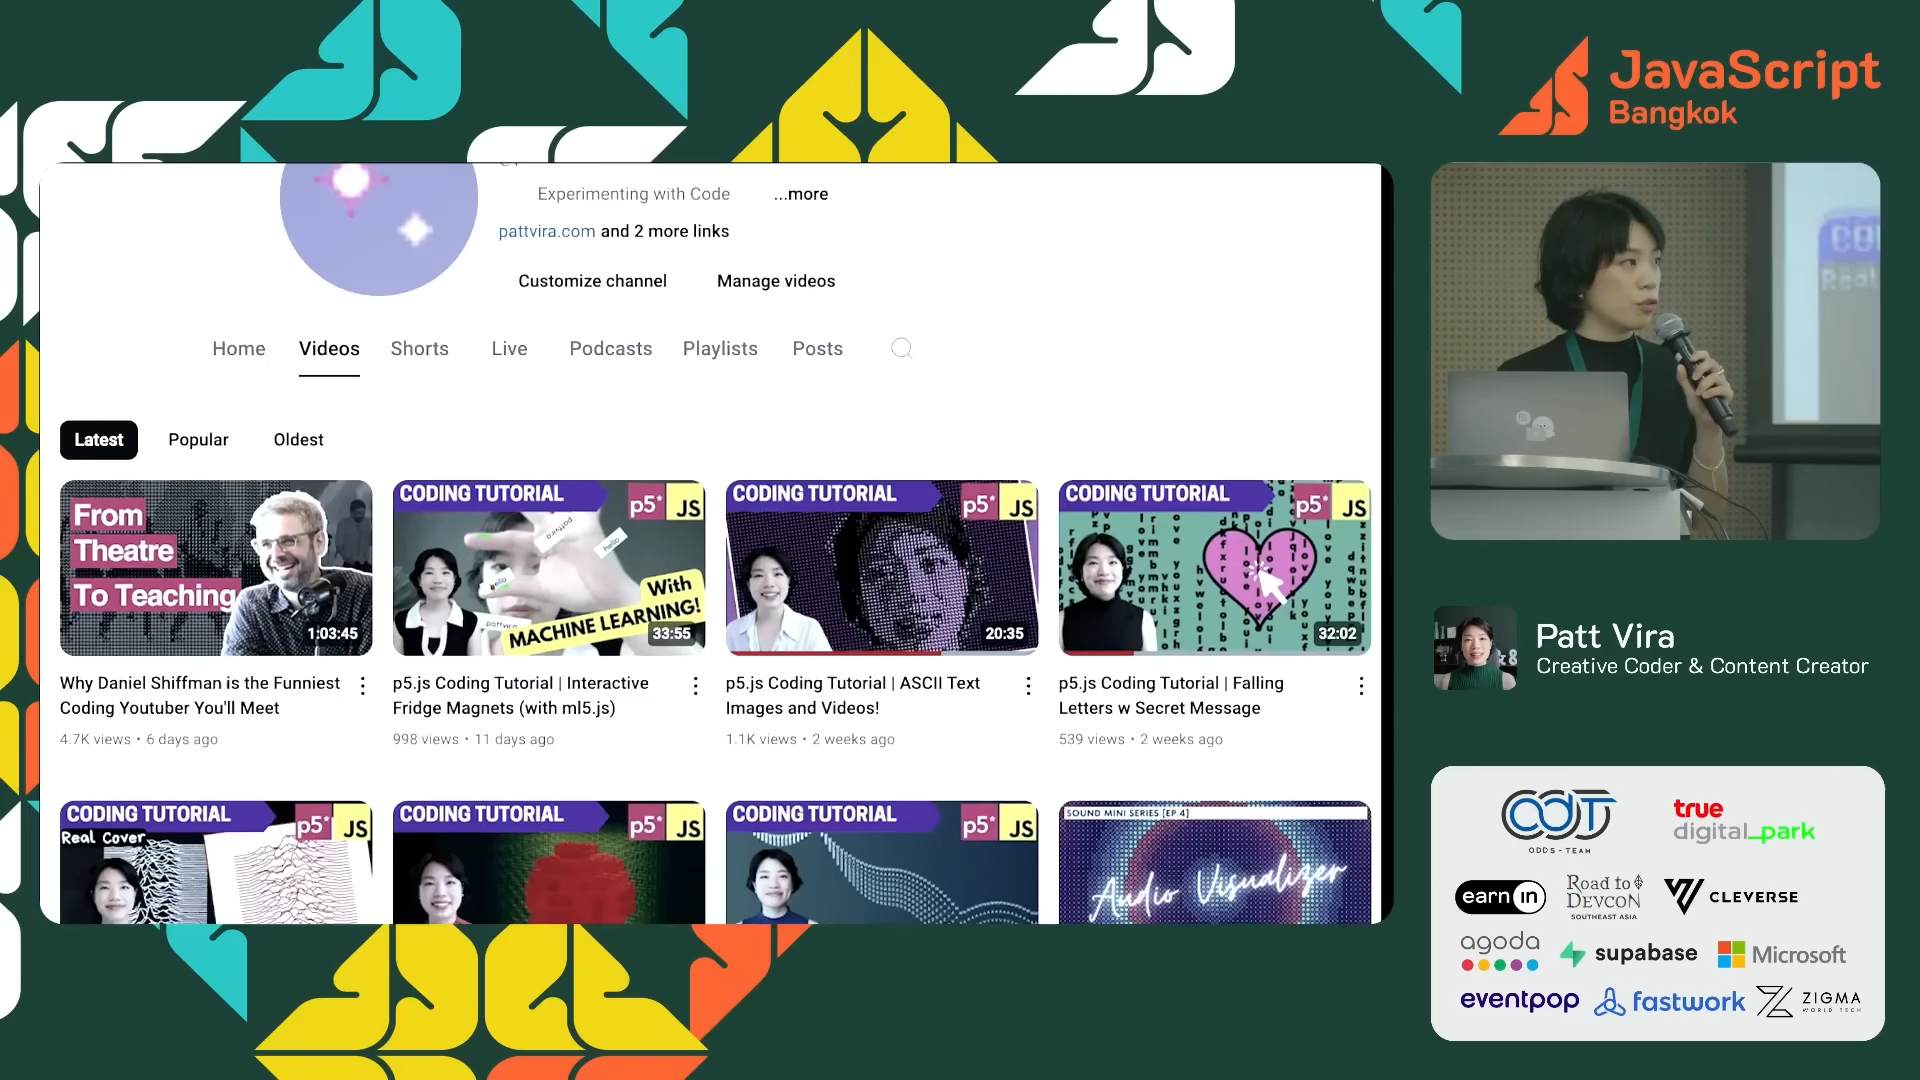 JavaScript
Bangkok
Experimenting with Code ...more
pattvira.com and 2 more links
Customize channel Manage videos
Home Videos Shorts Live Podcasts Playlists Posts
Latest Popular Oldest
From
Theatre
To Teaching
1:03:45
Why Daniel Shiffman is the Funniest
Coding Youtuber You'll Meet
4.7K views • 6 days ago
CODING TUTORIAL p5* JS
pattvira
hello
hello
pattvira
With
MACHINE LEARNING!
33:55
p5.js Coding Tutorial | Interactive
Fridge Magnets (with ml5.js)
998 views • 11 days ago
CODING TUTORIAL p5* JS
20:35
p5.js Coding Tutorial | ASCII Text
Images and Videos!
1.1K views • 2 weeks ago
CODING TUTORIAL p5* JS
32:02
p5.js Coding Tutorial | Falling
Letters w Secret Message
539 views • 2 weeks ago
CODING TUTORIAL p5* JS
Real Cover
CODING TUTORIAL p5* JS
CODING TUTORIAL p5* JS
SOUND MINI SERIES [EP.4]
Audio Visualizer
Patt Vira
Creative Coder & Content Creator
ODT
ODDS-TEAM
true
digital_park
earn in
Road to
DEVCON
SOUTHEAST ASIA
CLEVERSE
agoda
supabase
Microsoft
eventpop
fastwork
ZIGMA
WORLD TECH